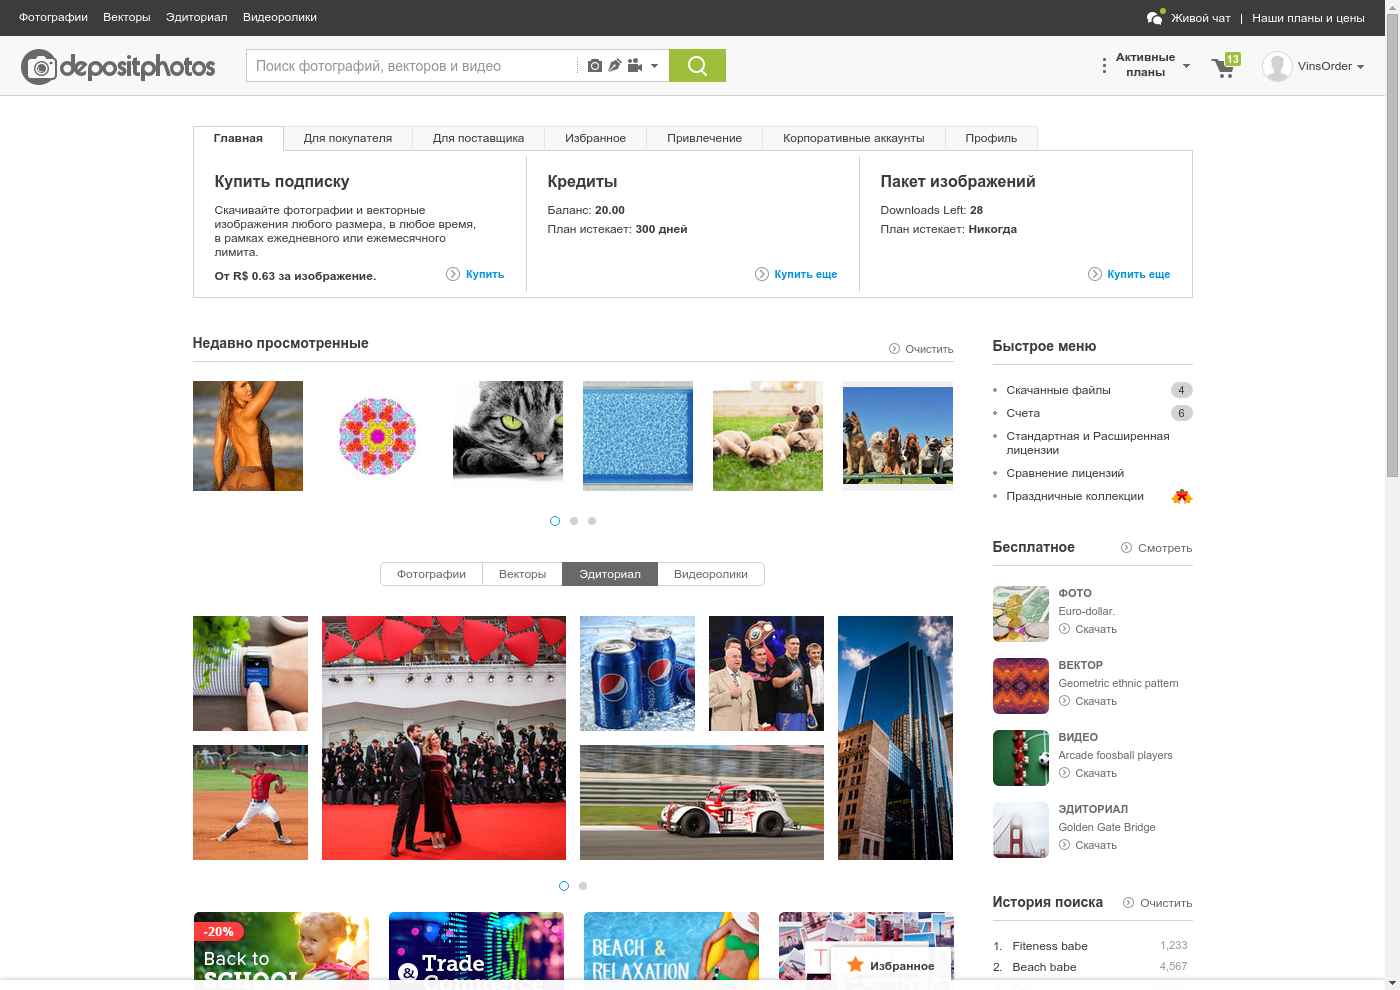 Фотографии Векторы Эдиториал Видеоролики
Живой чат | Наши планы и цены
depositphotos
Поиск фотографий, векторов и видео
Активные
планы
13
VinsOrder
Главная Для покупателя Для поставщика Избранное Привлечение Корпоративные аккаунты Профиль
Купить подписку
Скачивайте фотографии и векторные
изображения любого размера, в любое время,
в рамках ежедневного или ежемесячного
лимита.
От R$ 0.63 за изображение.
Купить
Кредиты
Баланс: 20.00
План истекает: 300 дней
Купить еще
Пакет изображений
Downloads Left: 28
План истекает: Никогда
Купить еще
Недавно просмотренные
Очистить
Фотографии Векторы Эдиториал Видеоролики
pepsi
-20%
Back to
SCHOOL
&
Trade
Commerce
BEACH &
RELAXATION
T
Избранное
Быстрое меню
Скачанные файлы 4
Счета 6
Стандартная и Расширенная
лицензии
Сравнение лицензий
Праздничные коллекции
Бесплатное
Смотреть
ФОТО
Euro-dollar.
Скачать
ВЕКТОР
Geometric ethnic pattern
Скачать
ВИДЕО
Arcade foosball players
Скачать
ЭДИТОРИАЛ
Golden Gate Bridge
Скачать
История поиска
Очистить
1. Fiteness babe 1,233
2. Beach babe 4,567